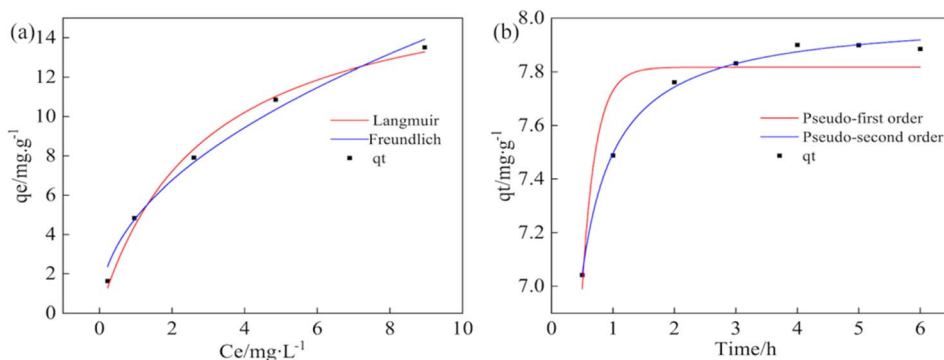 (a)
14
12
10
8
6
4
2
0
qe/mg.g⁻¹
Langmuir
Freundlich
qt
0 2 4 6 8 10
Ce/mg·L⁻¹
(b)
8.0
7.8
7.6
7.4
7.2
7.0
qt/mg·g⁻¹
Pseudo-first order
Pseudo-second order
qt
0 1 2 3 4 5 6
Time/h